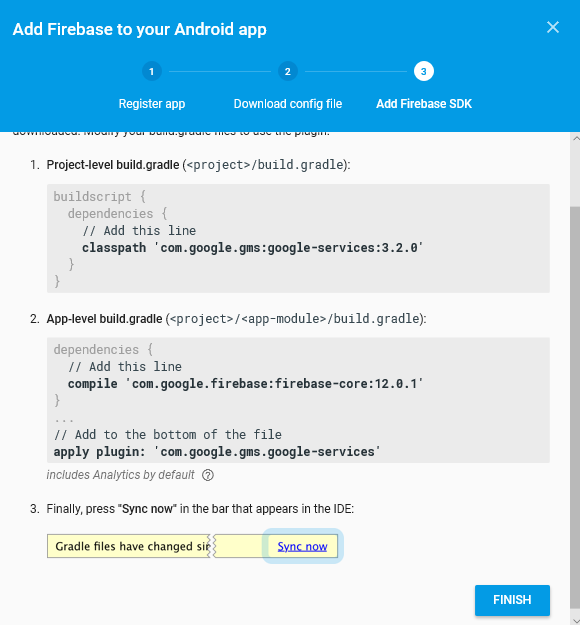 Add Firebase to your Android app
1
2
3
Register app
Download config file
Add Firebase SDK
downloaded. Modify your build.gradle files to use the plugin.
1. Project-level build.gradle (<project>/build.gradle):
buildscript {
dependencies {
// Add this line
classpath 'com.google.gms:google-services:3.2.0'
}
}
2. App-level build.gradle (<project>/<app-module>/build.gradle):
dependencies {
// Add this line
compile 'com.google.firebase:firebase-core:12.0.1'
}
...
// Add to the bottom of the file
apply plugin: 'com.google.gms.google-services'
includes Analytics by default ?
3. Finally, press "Sync now" in the bar that appears in the IDE:
Gradle files have changed sin Sync now
FINISH